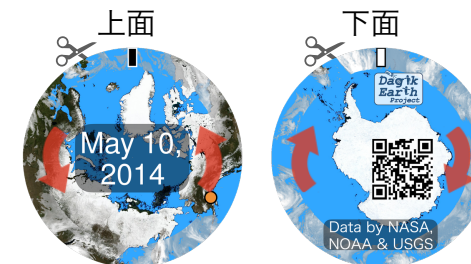 上面
下面
May 10,
2014
Dagik
Earth
Project
Data by NASA,
NOAA & USGS